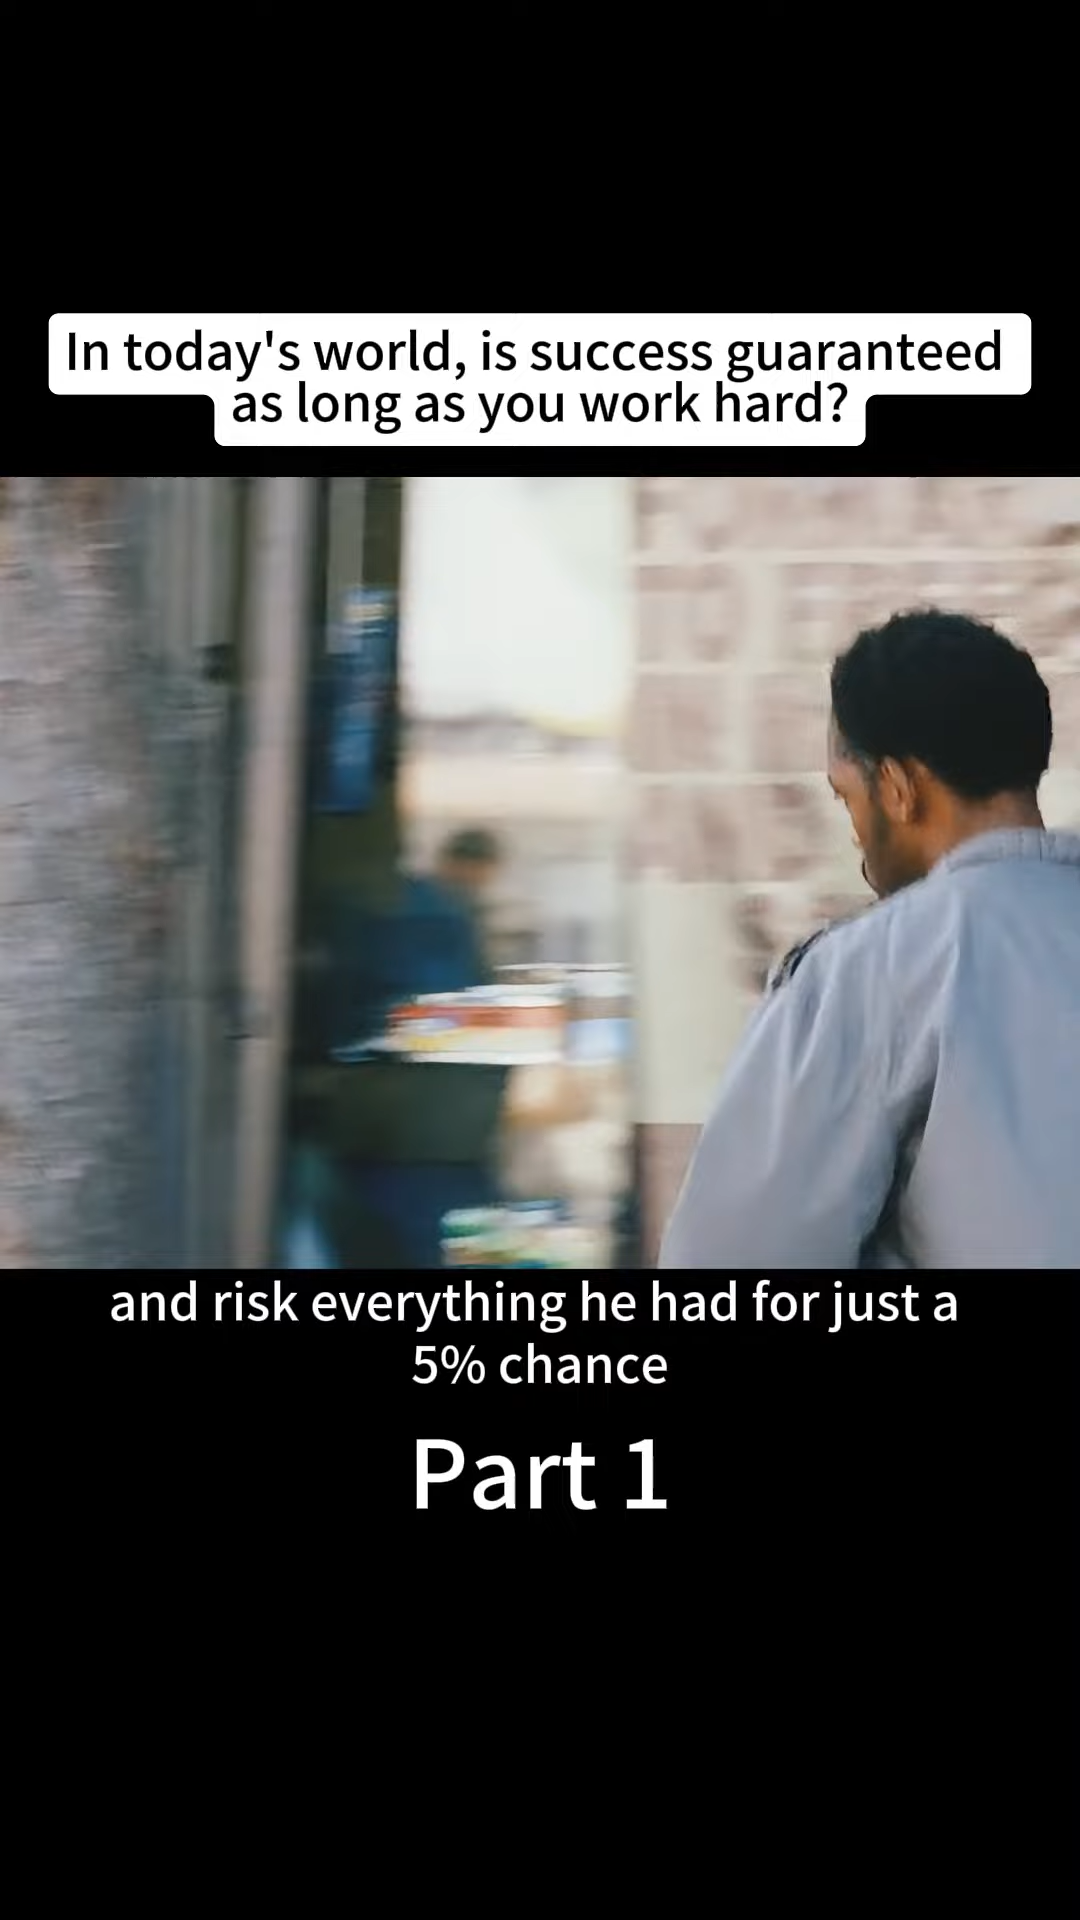 In today's world, is success guaranteed
as long as you work hard?
and risk everything he had for just a
5% chance
Part 1